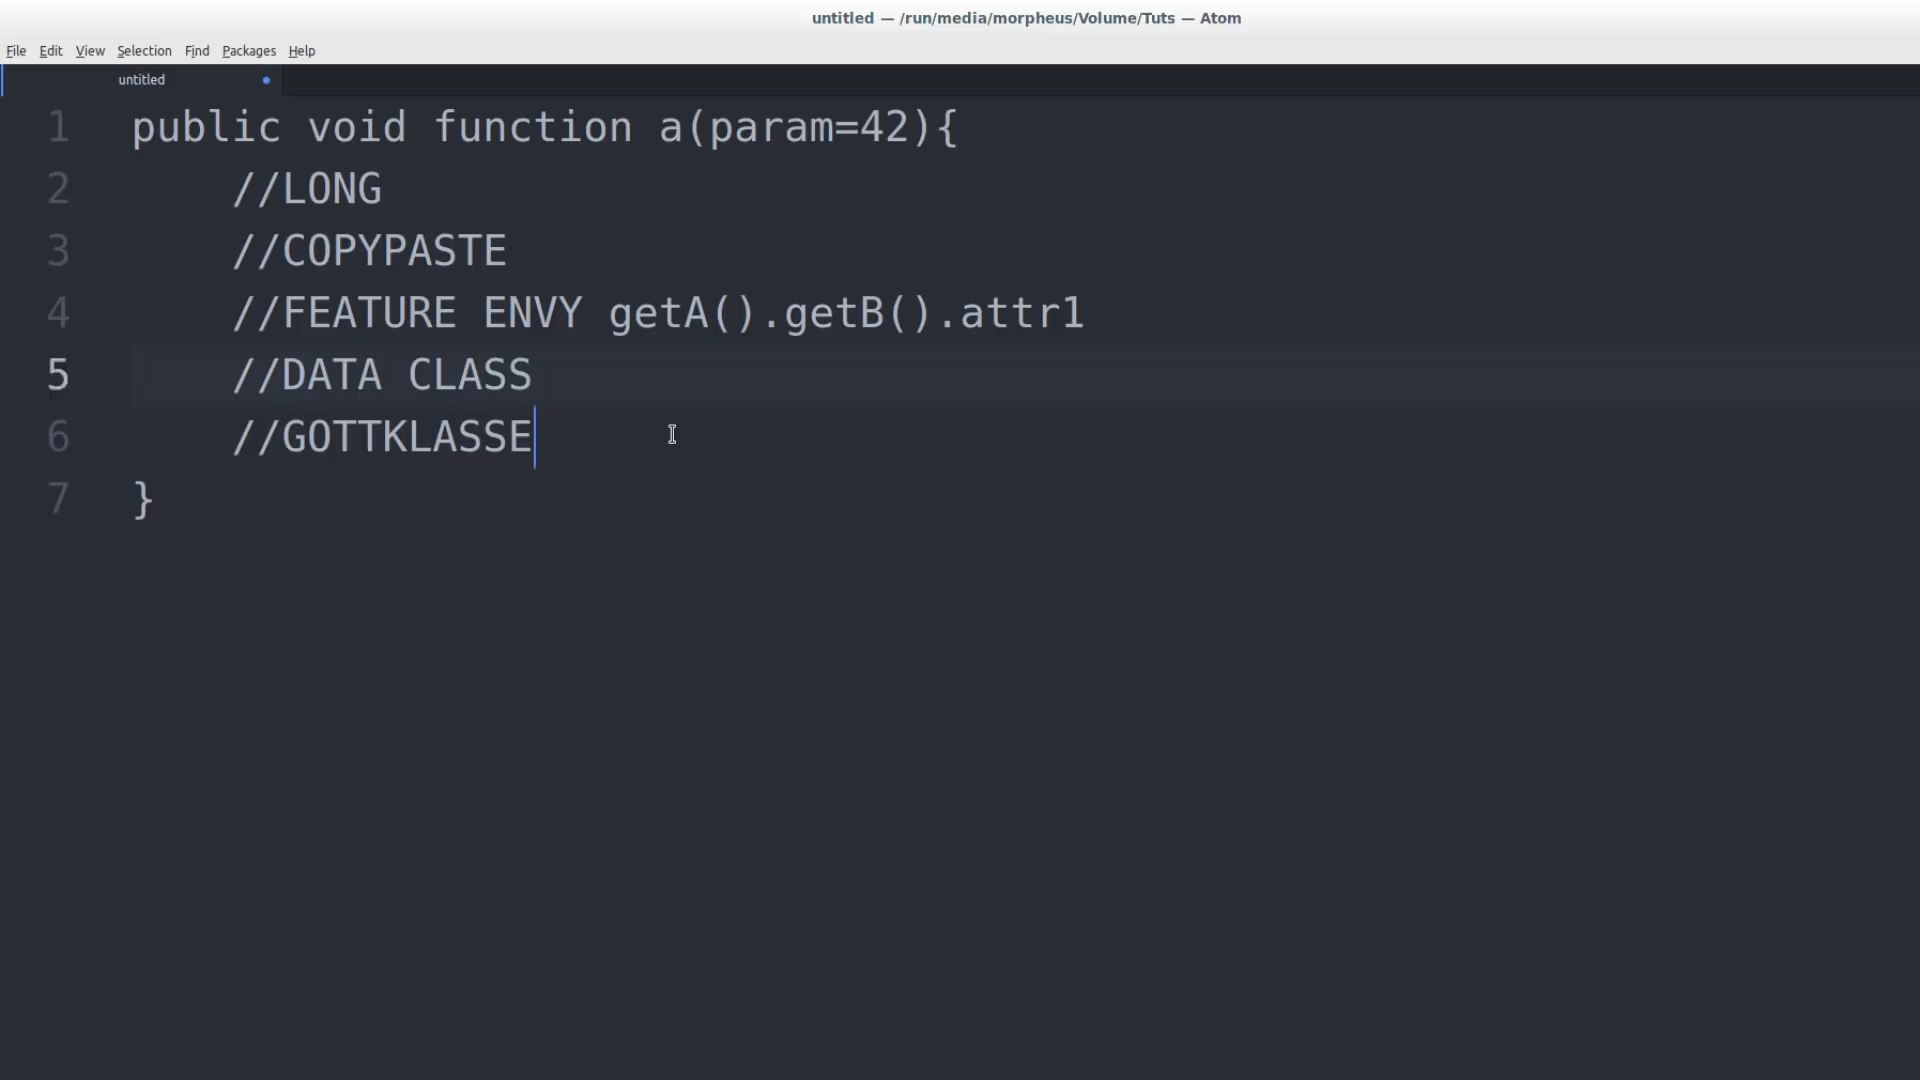 untitled — /run/media/morpheus/Volume/Tuts — Atom
File Edit View Selection Find Packages Help
untitled
1 public void function a(param=42){
2 //LONG
3 //COPYPASTE
4 //FEATURE ENVY getA().getB().attr1
5 //DATA CLASS
6 //GOTTKLASSE
7 }